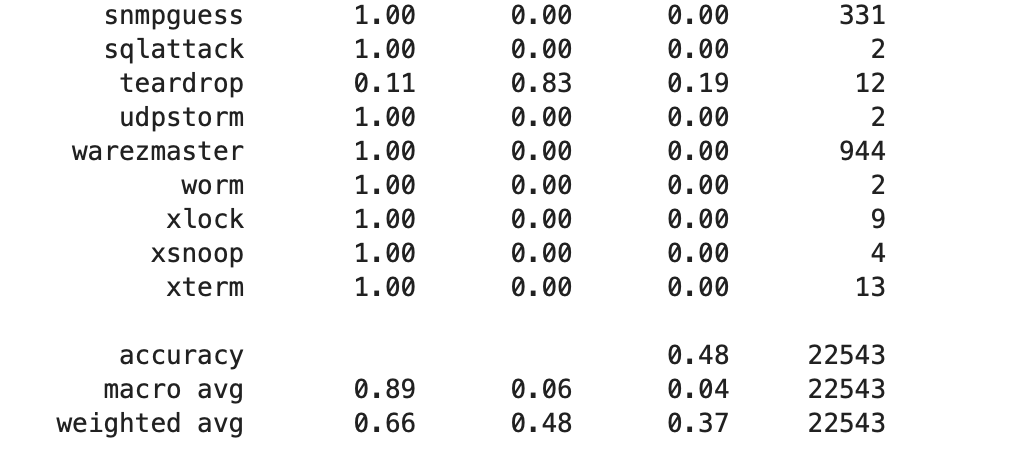 snmpguess 1.00 0.00 0.00 331
sqlattack 1.00 0.00 0.00 2
teardrop 0.11 0.83 0.19 12
udpstorm 1.00 0.00 0.00 2
warezmaster 1.00 0.00 0.00 944
worm 1.00 0.00 0.00 2
xlock 1.00 0.00 0.00 9
xsnoop 1.00 0.00 0.00 4
xterm 1.00 0.00 0.00 13
accuracy 0.48 22543
macro avg 0.89 0.06 0.04 22543
weighted avg 0.66 0.48 0.37 22543